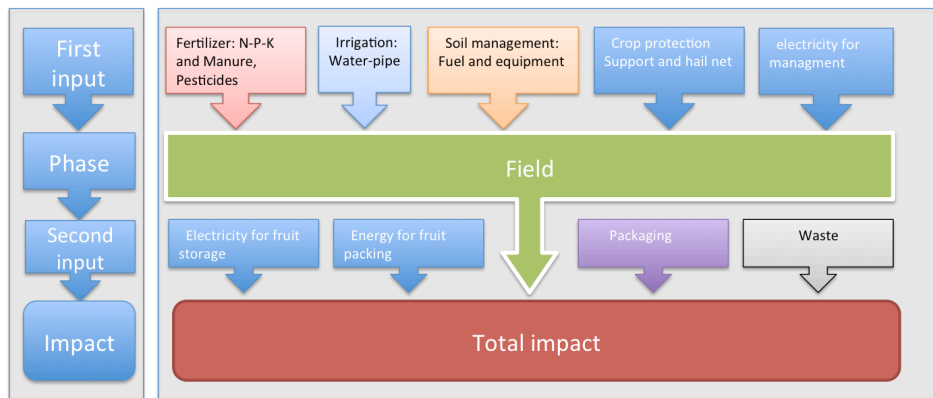 First
input
Fertilizer: N-P-K
and Manure,
Pesticides
Irrigation:
Water-pipe
Soil management:
Fuel and equipment
Crop protection
Support and hail net
electricity for
managment
Phase
Field
Second
input
Electricity for fruit
storage
Energy for fruit
packing
Packaging
Waste
Impact
Total impact